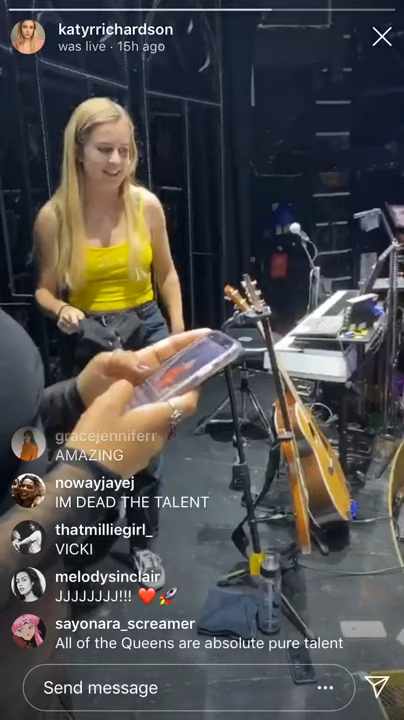 katyrrichardson
was live · 15h ago
gracejenniferr
AMAZING
nowayjayej
IM DEAD THE TALENT
thatmilliegirl_
VICKI
melodysinclair
JJJJJJJJ!!! ❤️🚀
sayonara_screamer
All of the Queens are absolute pure talent
Send message